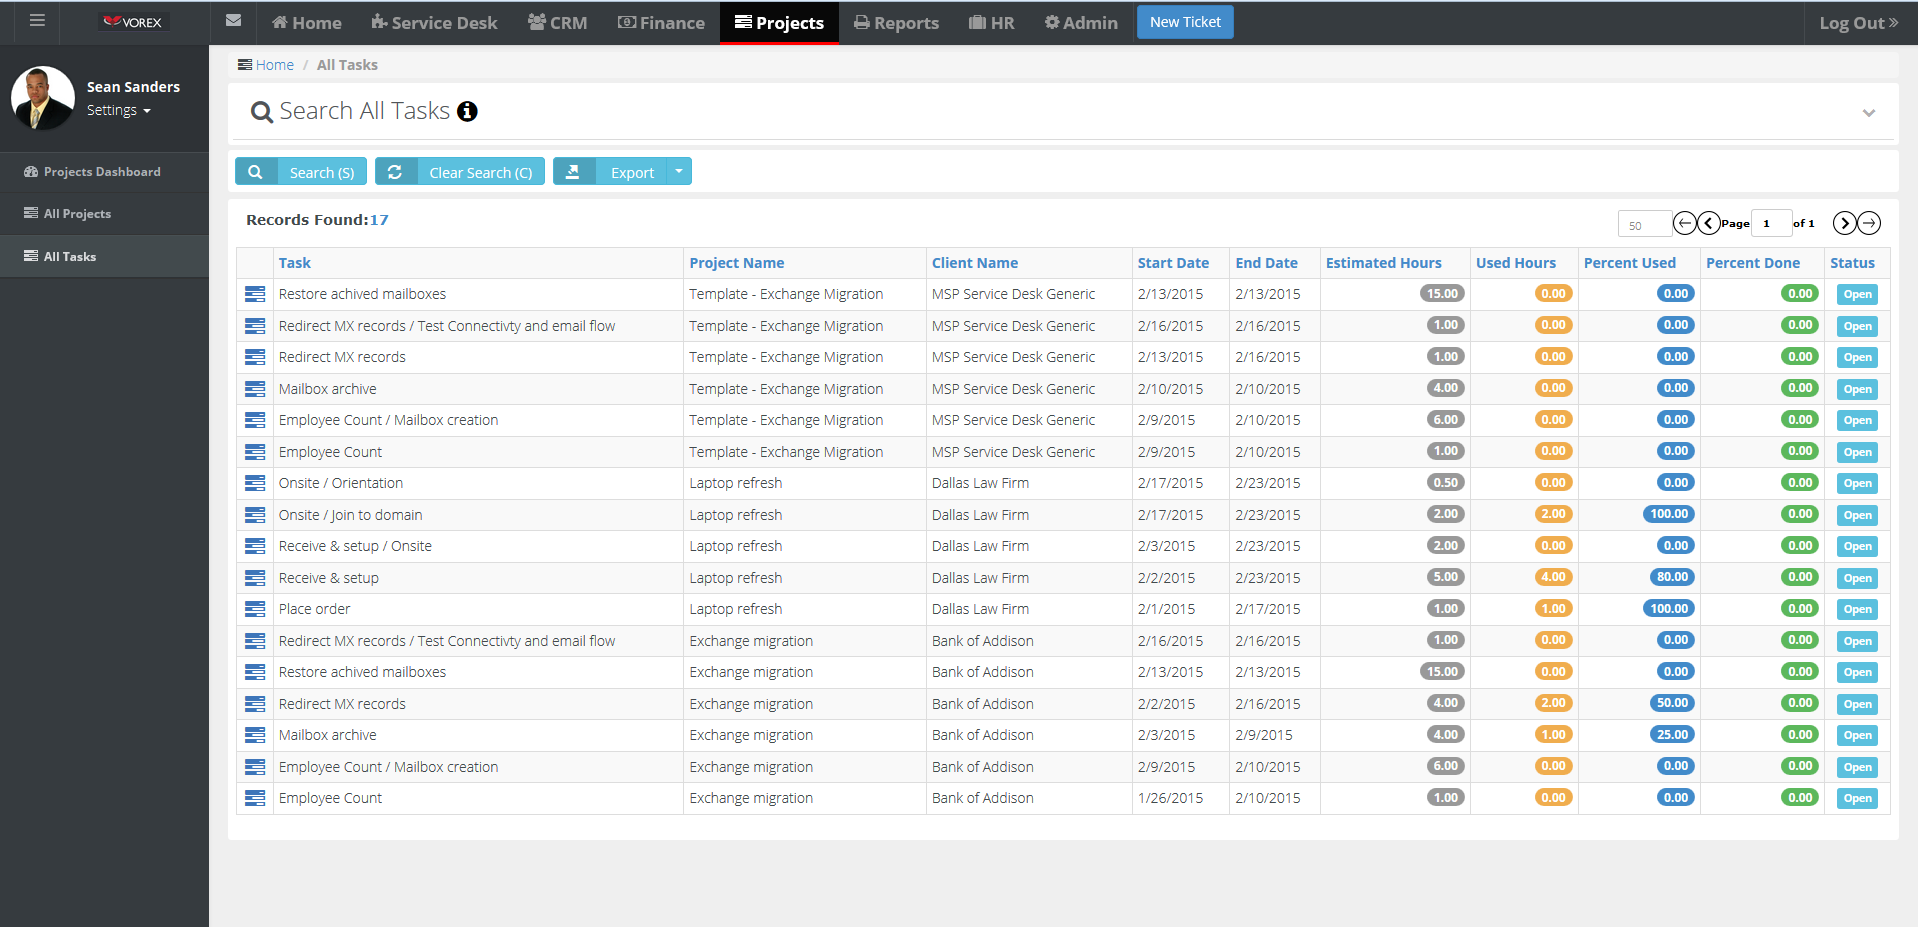 VOREX Home Service Desk CRM Finance Projects Reports HR Admin New Ticket Log Out
Sean Sanders
Settings
Projects Dashboard
All Projects
All Tasks
Home / All Tasks
Search All Tasks
Search (S) Clear Search (C) Export
Records Found:17
50 Page 1 of 1
Task Project Name Client Name Start Date End Date Estimated Hours Used Hours Percent Used Percent Done Status
Restore achived mailboxes Template - Exchange Migration MSP Service Desk Generic 2/13/2015 2/13/2015 15.00 0.00 0.00 0.00 Open
Redirect MX records / Test Connectivty and email flow Template - Exchange Migration MSP Service Desk Generic 2/16/2015 2/16/2015 1.00 0.00 0.00 0.00 Open
Redirect MX records Template - Exchange Migration MSP Service Desk Generic 2/13/2015 2/16/2015 1.00 0.00 0.00 0.00 Open
Mailbox archive Template - Exchange Migration MSP Service Desk Generic 2/10/2015 2/10/2015 4.00 0.00 0.00 0.00 Open
Employee Count / Mailbox creation Template - Exchange Migration MSP Service Desk Generic 2/9/2015 2/10/2015 6.00 0.00 0.00 0.00 Open
Employee Count Template - Exchange Migration MSP Service Desk Generic 2/9/2015 2/10/2015 1.00 0.00 0.00 0.00 Open
Onsite / Orientation Laptop refresh Dallas Law Firm 2/17/2015 2/23/2015 0.50 0.00 0.00 0.00 Open
Onsite / Join to domain Laptop refresh Dallas Law Firm 2/17/2015 2/23/2015 2.00 2.00 100.00 0.00 Open
Receive & setup / Onsite Laptop refresh Dallas Law Firm 2/3/2015 2/23/2015 2.00 0.00 0.00 0.00 Open
Receive & setup Laptop refresh Dallas Law Firm 2/2/2015 2/23/2015 5.00 4.00 80.00 0.00 Open
Place order Laptop refresh Dallas Law Firm 2/1/2015 2/17/2015 1.00 1.00 100.00 0.00 Open
Redirect MX records / Test Connectivty and email flow Exchange migration Bank of Addison 2/16/2015 2/16/2015 1.00 0.00 0.00 0.00 Open
Restore achived mailboxes Exchange migration Bank of Addison 2/13/2015 2/13/2015 15.00 0.00 0.00 0.00 Open
Redirect MX records Exchange migration Bank of Addison 2/2/2015 2/16/2015 4.00 2.00 50.00 0.00 Open
Mailbox archive Exchange migration Bank of Addison 2/3/2015 2/9/2015 4.00 1.00 25.00 0.00 Open
Employee Count / Mailbox creation Exchange migration Bank of Addison 2/9/2015 2/10/2015 6.00 0.00 0.00 0.00 Open
Employee Count Exchange migration Bank of Addison 1/26/2015 2/10/2015 1.00 0.00 0.00 0.00 Open